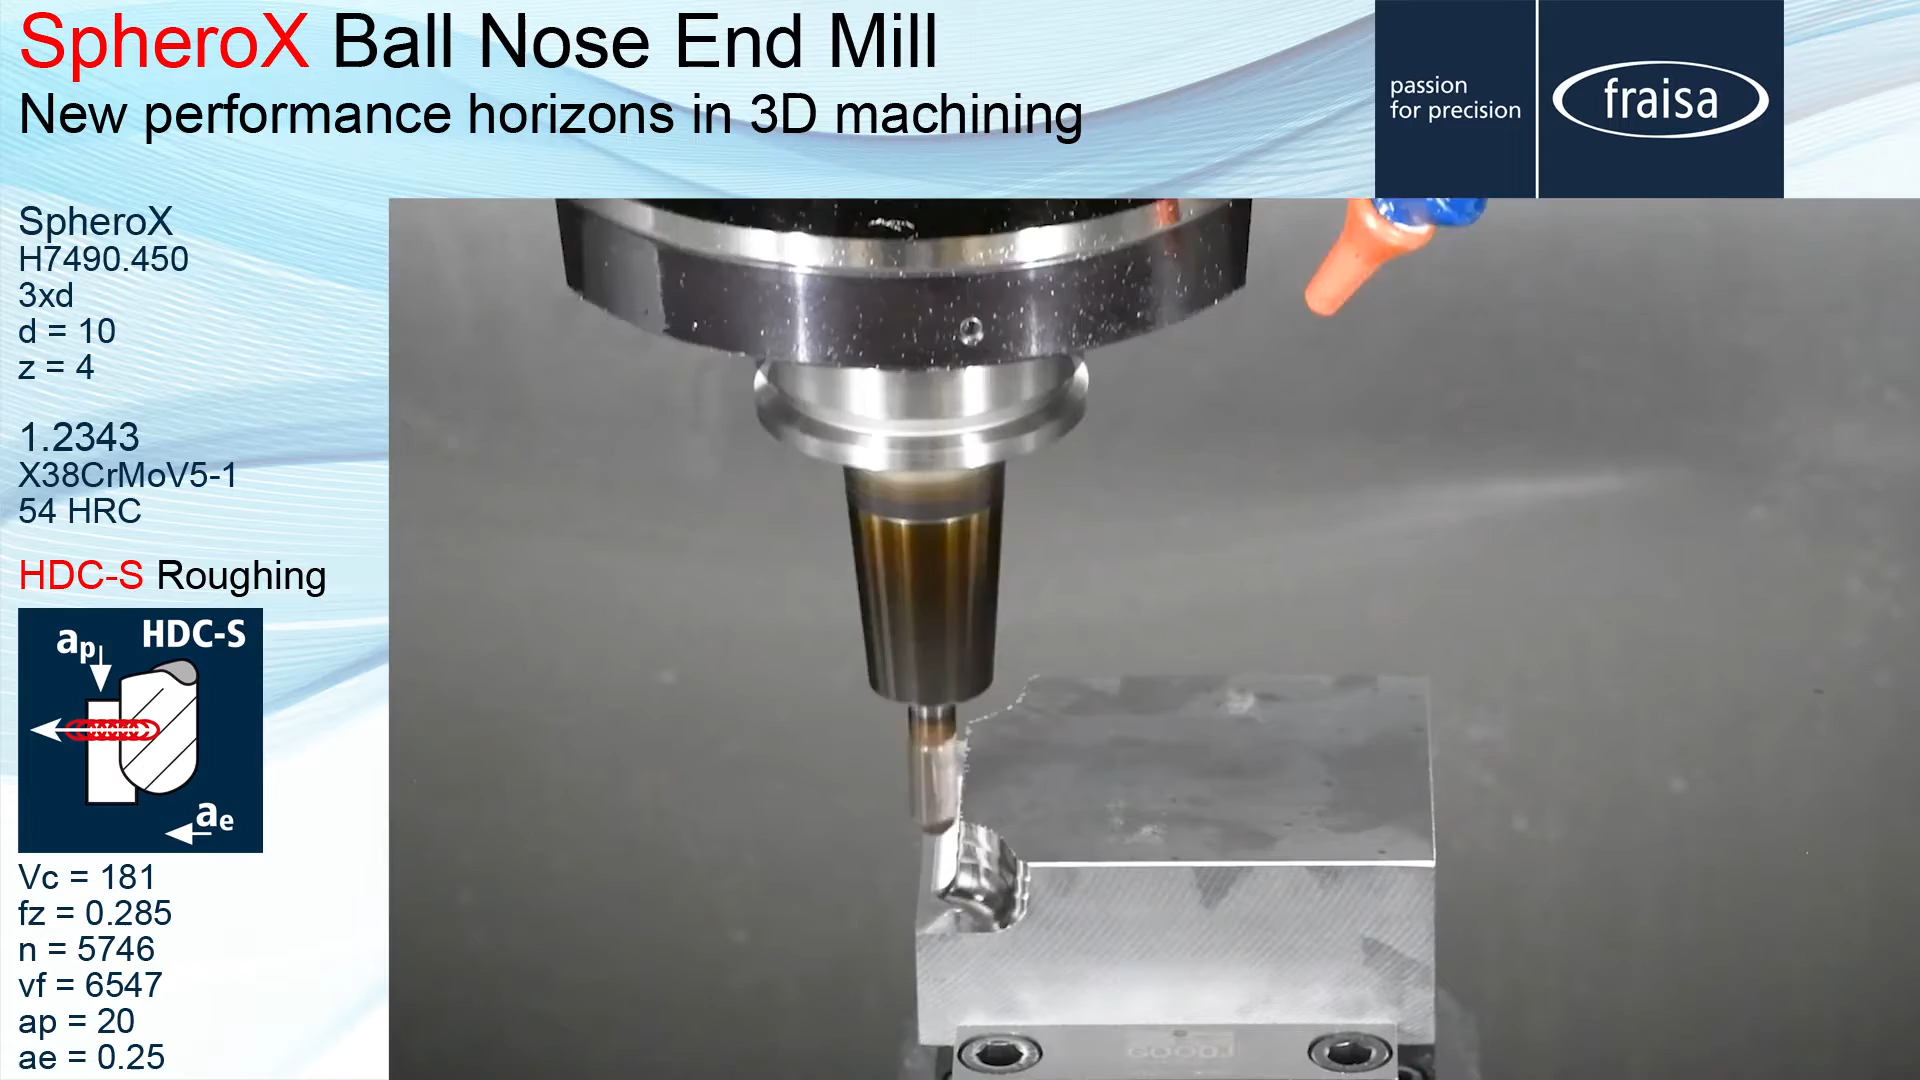 SpheroX Ball Nose End Mill
New performance horizons in 3D machining
passion
for precision
fraisa
SpheroX
H7490.450
3xd
d = 10
z = 4
1.2343
X38CrMoV5-1
54 HRC
HDC-S Roughing
ap HDC-S
ae
Vc = 181
fz = 0.285
n = 5746
vf = 6547
ap = 20
ae = 0.25